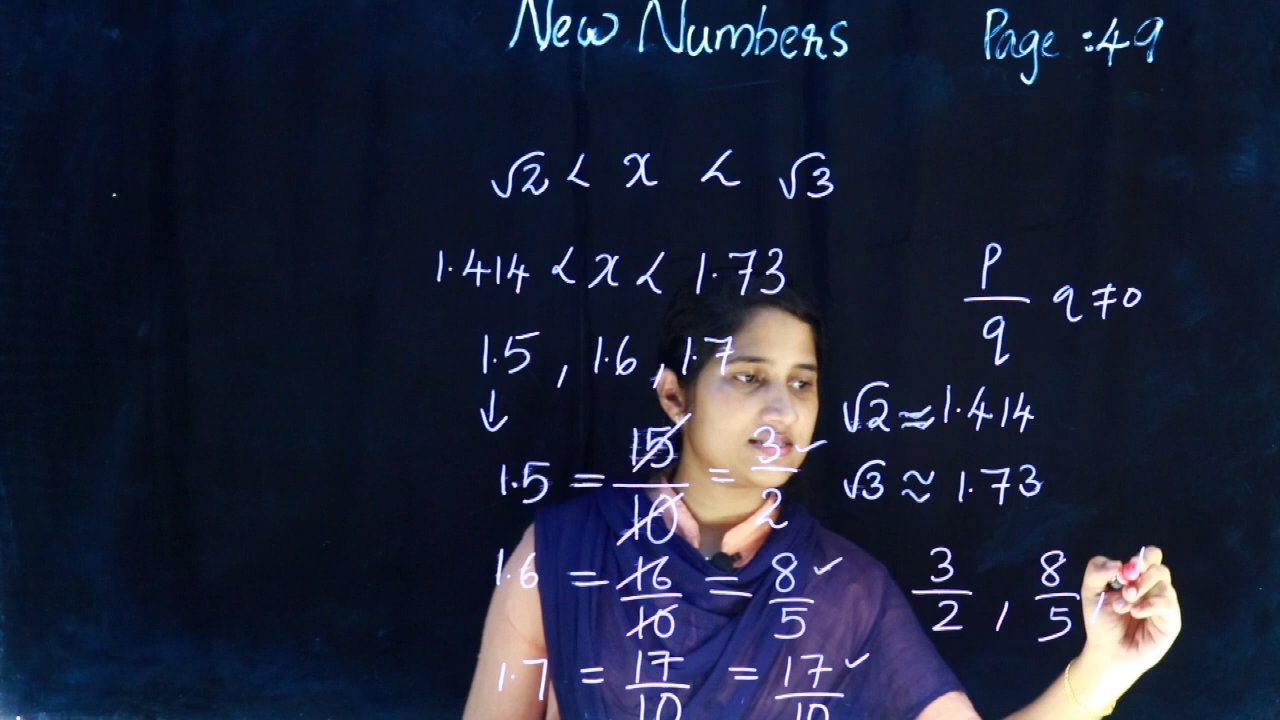 New Numbers Page :49
√2 < x < √3
1.414 < x < 1.73
p/q q≠0
1.5 , 1.6 , 1.7
↓
√2 ≈ 1.414
1.5 = 15/10 = 3/2 ✓
√3 ≈ 1.73
1.6 = 16/10 = 8/5 ✓
3/2 , 8/5 ,
1.7 = 17/10 = 17/10 ✓